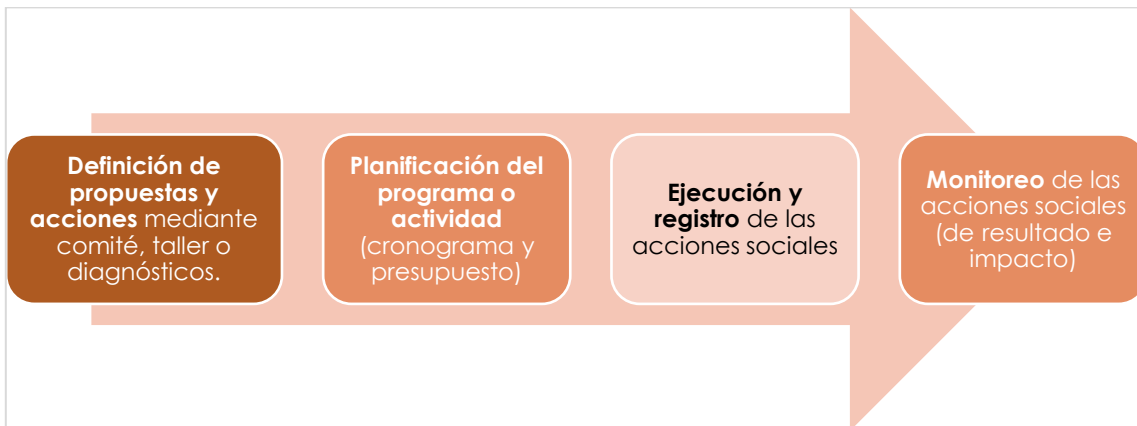 Definición de
propuestas y
acciones mediante
comité, taller o
diagnósticos.
Planificación del
programa o
actividad
(cronograma y
presupuesto)
Ejecución y
registro de las
acciones sociales
Monitoreo de las
acciones sociales
(de resultado e
impacto)